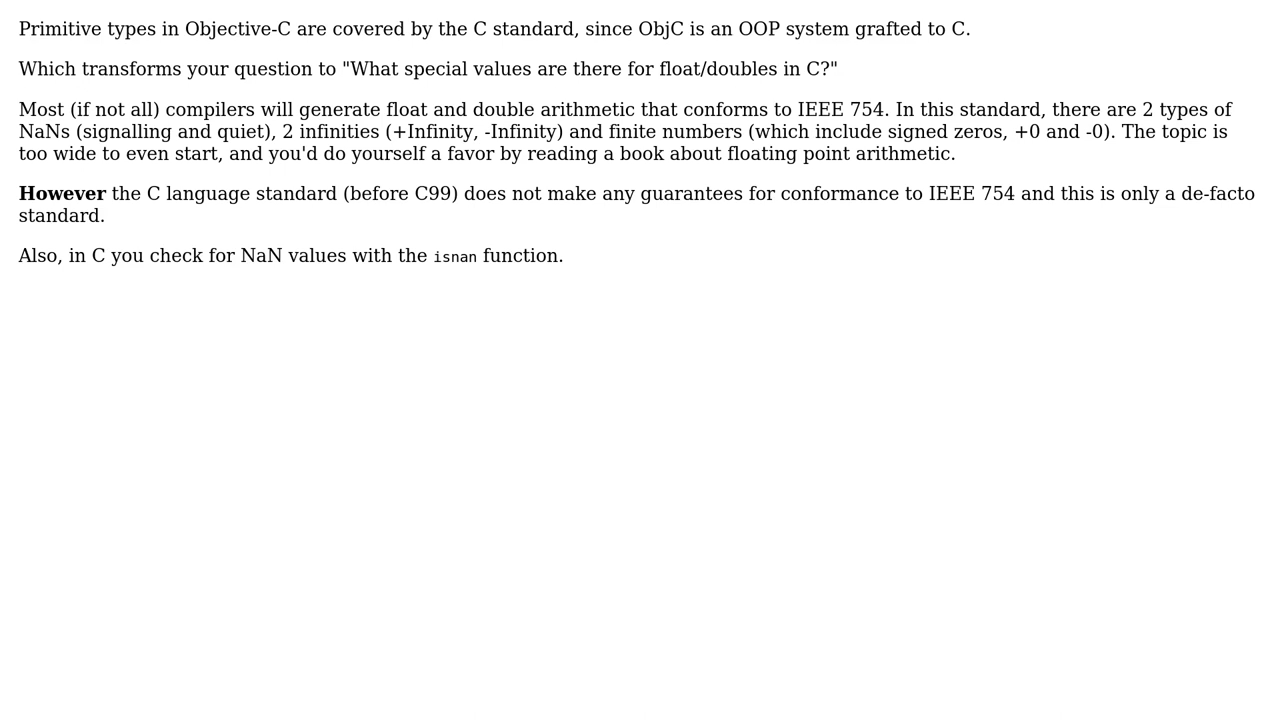 Primitive types in Objective-C are covered by the C standard, since ObjC is an OOP system grafted to C.
Which transforms your question to "What special values are there for float/doubles in C?"
Most (if not all) compilers will generate float and double arithmetic that conforms to IEEE 754. In this standard, there are 2 types of
NaNs (signalling and quiet), 2 infinities (+Infinity, -Infinity) and finite numbers (which include signed zeros, +0 and -0). The topic is
too wide to even start, and you'd do yourself a favor by reading a book about floating point arithmetic.
However the C language standard (before C99) does not make any guarantees for conformance to IEEE 754 and this is only a de-facto
standard.
Also, in C you check for NaN values with the isnan function.